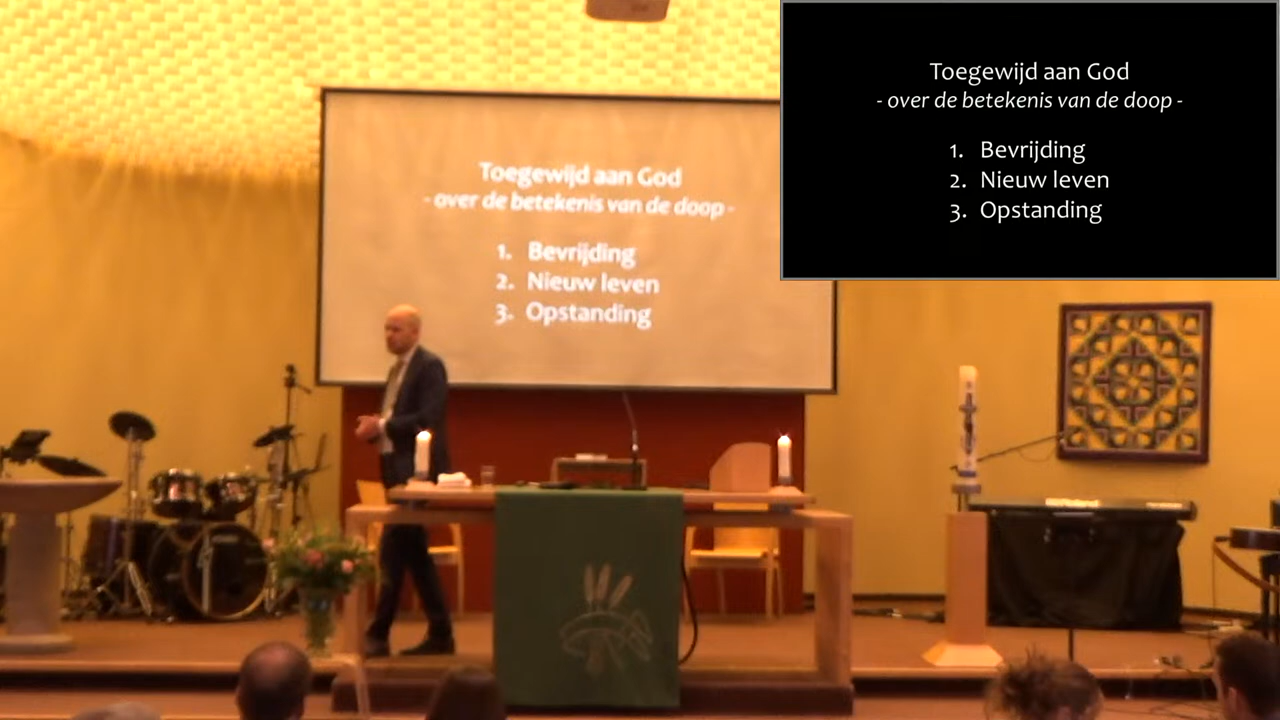 Toegewijd aan God
- over de betekenis van de doop -
1. Bevrijding
2. Nieuw leven
3. Opstanding
Toegewijd aan God
- over de betekenis van de doop -
1. Bevrijding
2. Nieuw leven
3. Opstanding